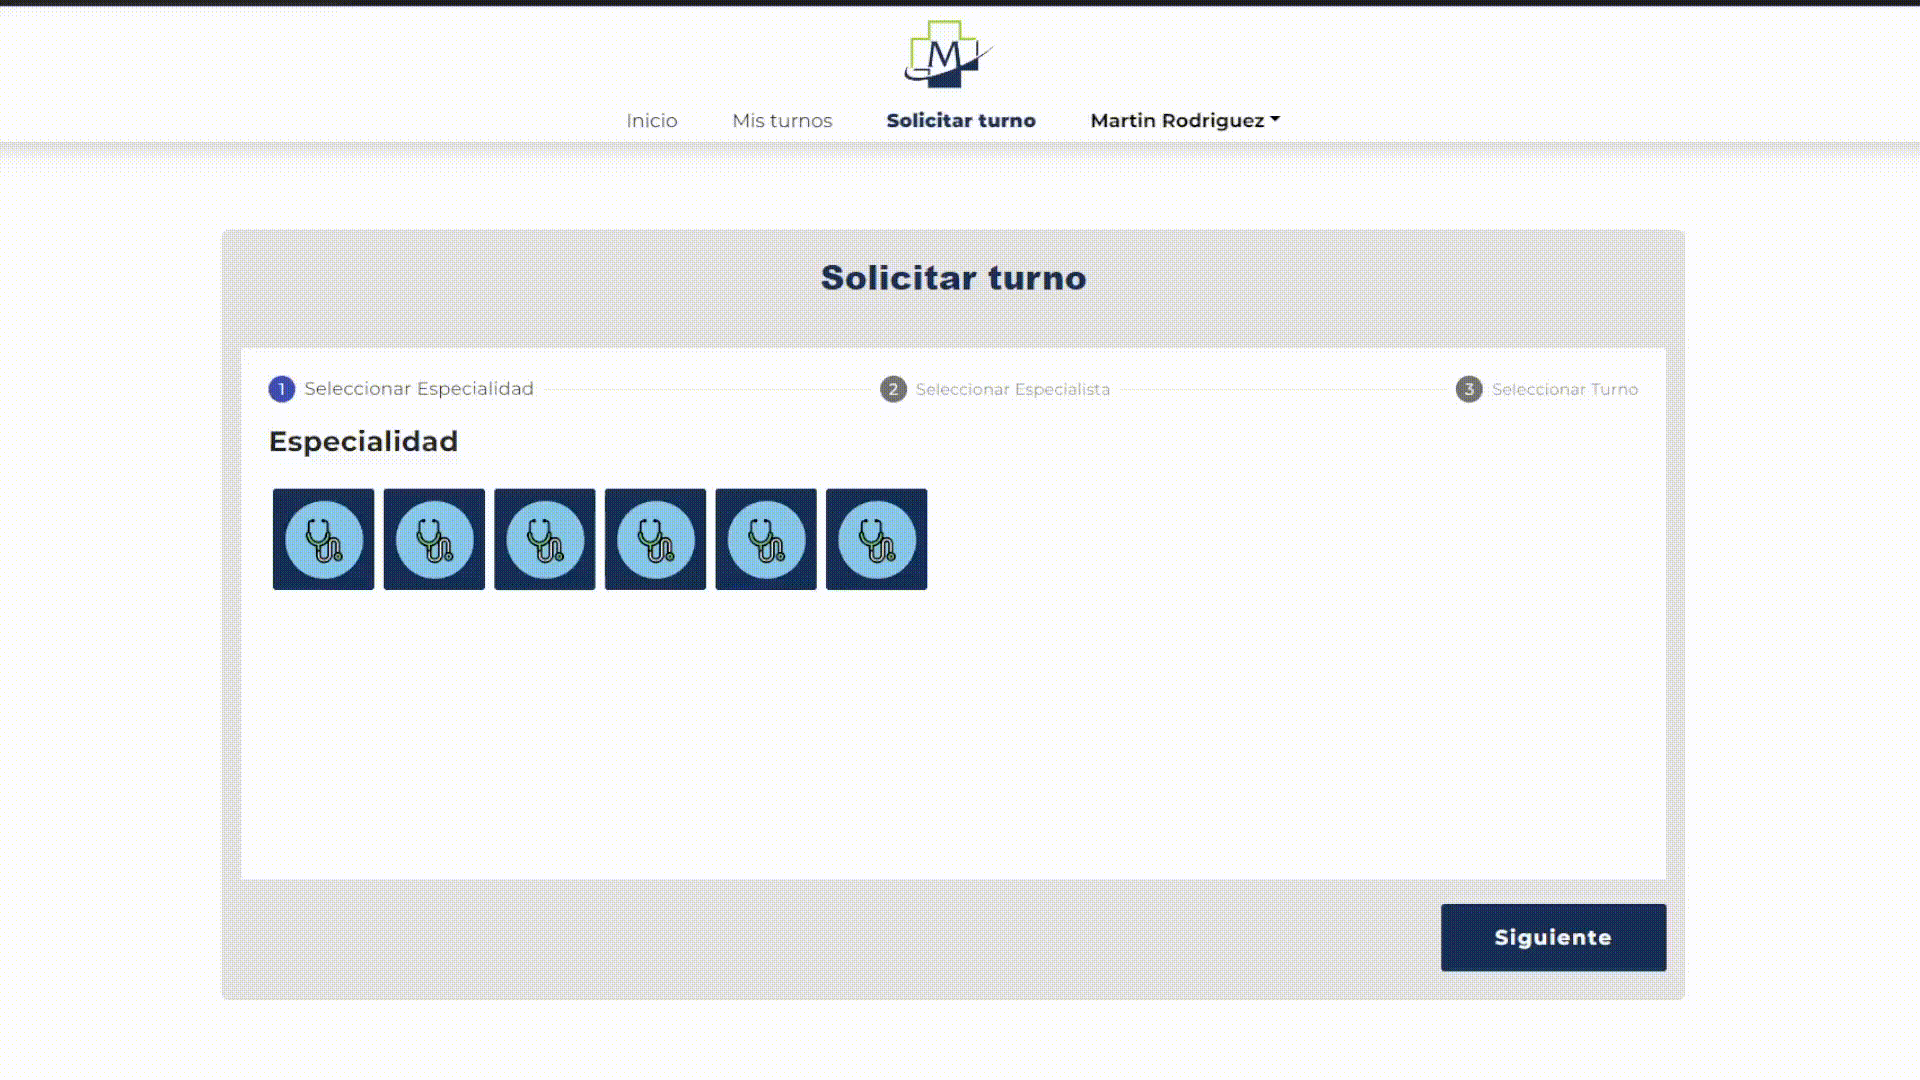 M
Inicio Mis turnos Solicitar turno Martin Rodriguez
Solicitar turno
1 Seleccionar Especialidad 2 Seleccionar Especialista 3 Seleccionar Turno
Especialidad
Siguiente